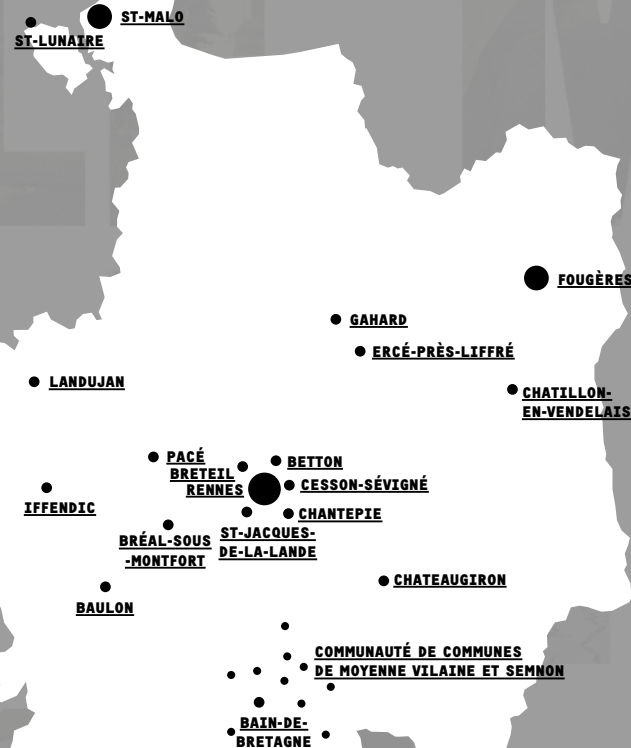 ST-MALO
ST-LUNAIRE
FOUGÈRES
GAHARD
ERCÉ-PRÈS-LIFFRÉ
LANDUJAN
CHATILLON-
EN-VENDELAIS
PACÉ
BETTON
BRETEIL
RENNES
CESSON-SÉVIGNÉ
IFFENDIC
CHANTEPIE
ST-JACQUES-
DE-LA-LANDE
BRÉAL-SOUS
-MONTFORT
CHATEAUGIRON
BAULON
COMMUNAUTÉ DE COMMUNES
DE MOYENNE VILAINE ET SEMNON
BAIN-DE-
BRETAGNE